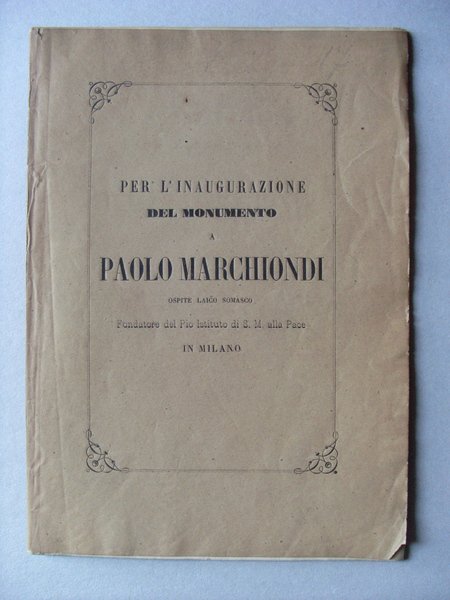 PER L'INAUGURAZIONE
DEL MONUMENTO
A
PAOLO MARCHIONDI
OSPITE LAICO SOMASCO
Fondatore del Pio Istituto di S. M. alla Pace
IN MILANO